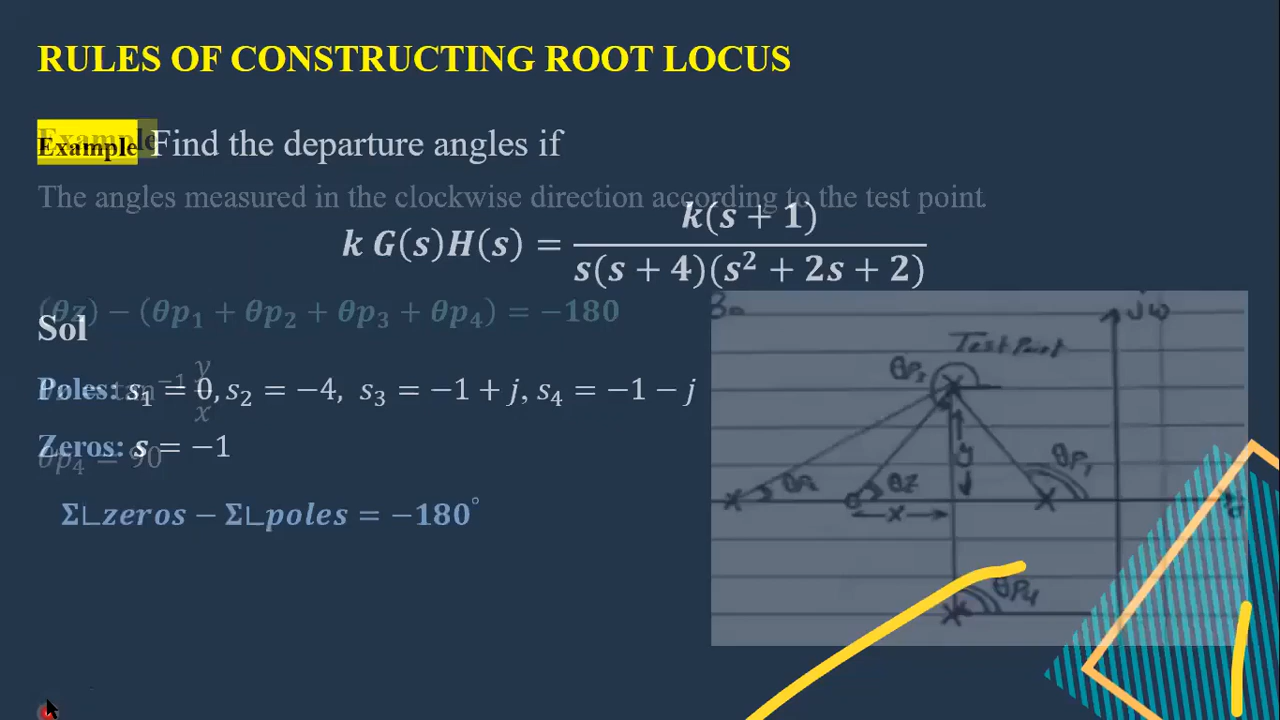 RULES OF CONSTRUCTING ROOT LOCUS
Example
Example Find the departure angles if
The angles measured in the clockwise direction according to the test point.
k G(s)H(s) = k(s + 1) / s(s + 4)(s² + 2s + 2)
(θz) − (θp₁ + θp₂ + θp₃ + θp₄) = −180
Sol
tan⁻¹ y/x
Poles: s₁ = 0, s₂ = −4, s₃ = −1 + j, s₄ = −1 − j
Zeros: s = −1
θp₄ = 90
Σ∟zeros − Σ∟poles = −180°
jω
Test Point
θP₃
y
θP₁
θZ
x
θP4